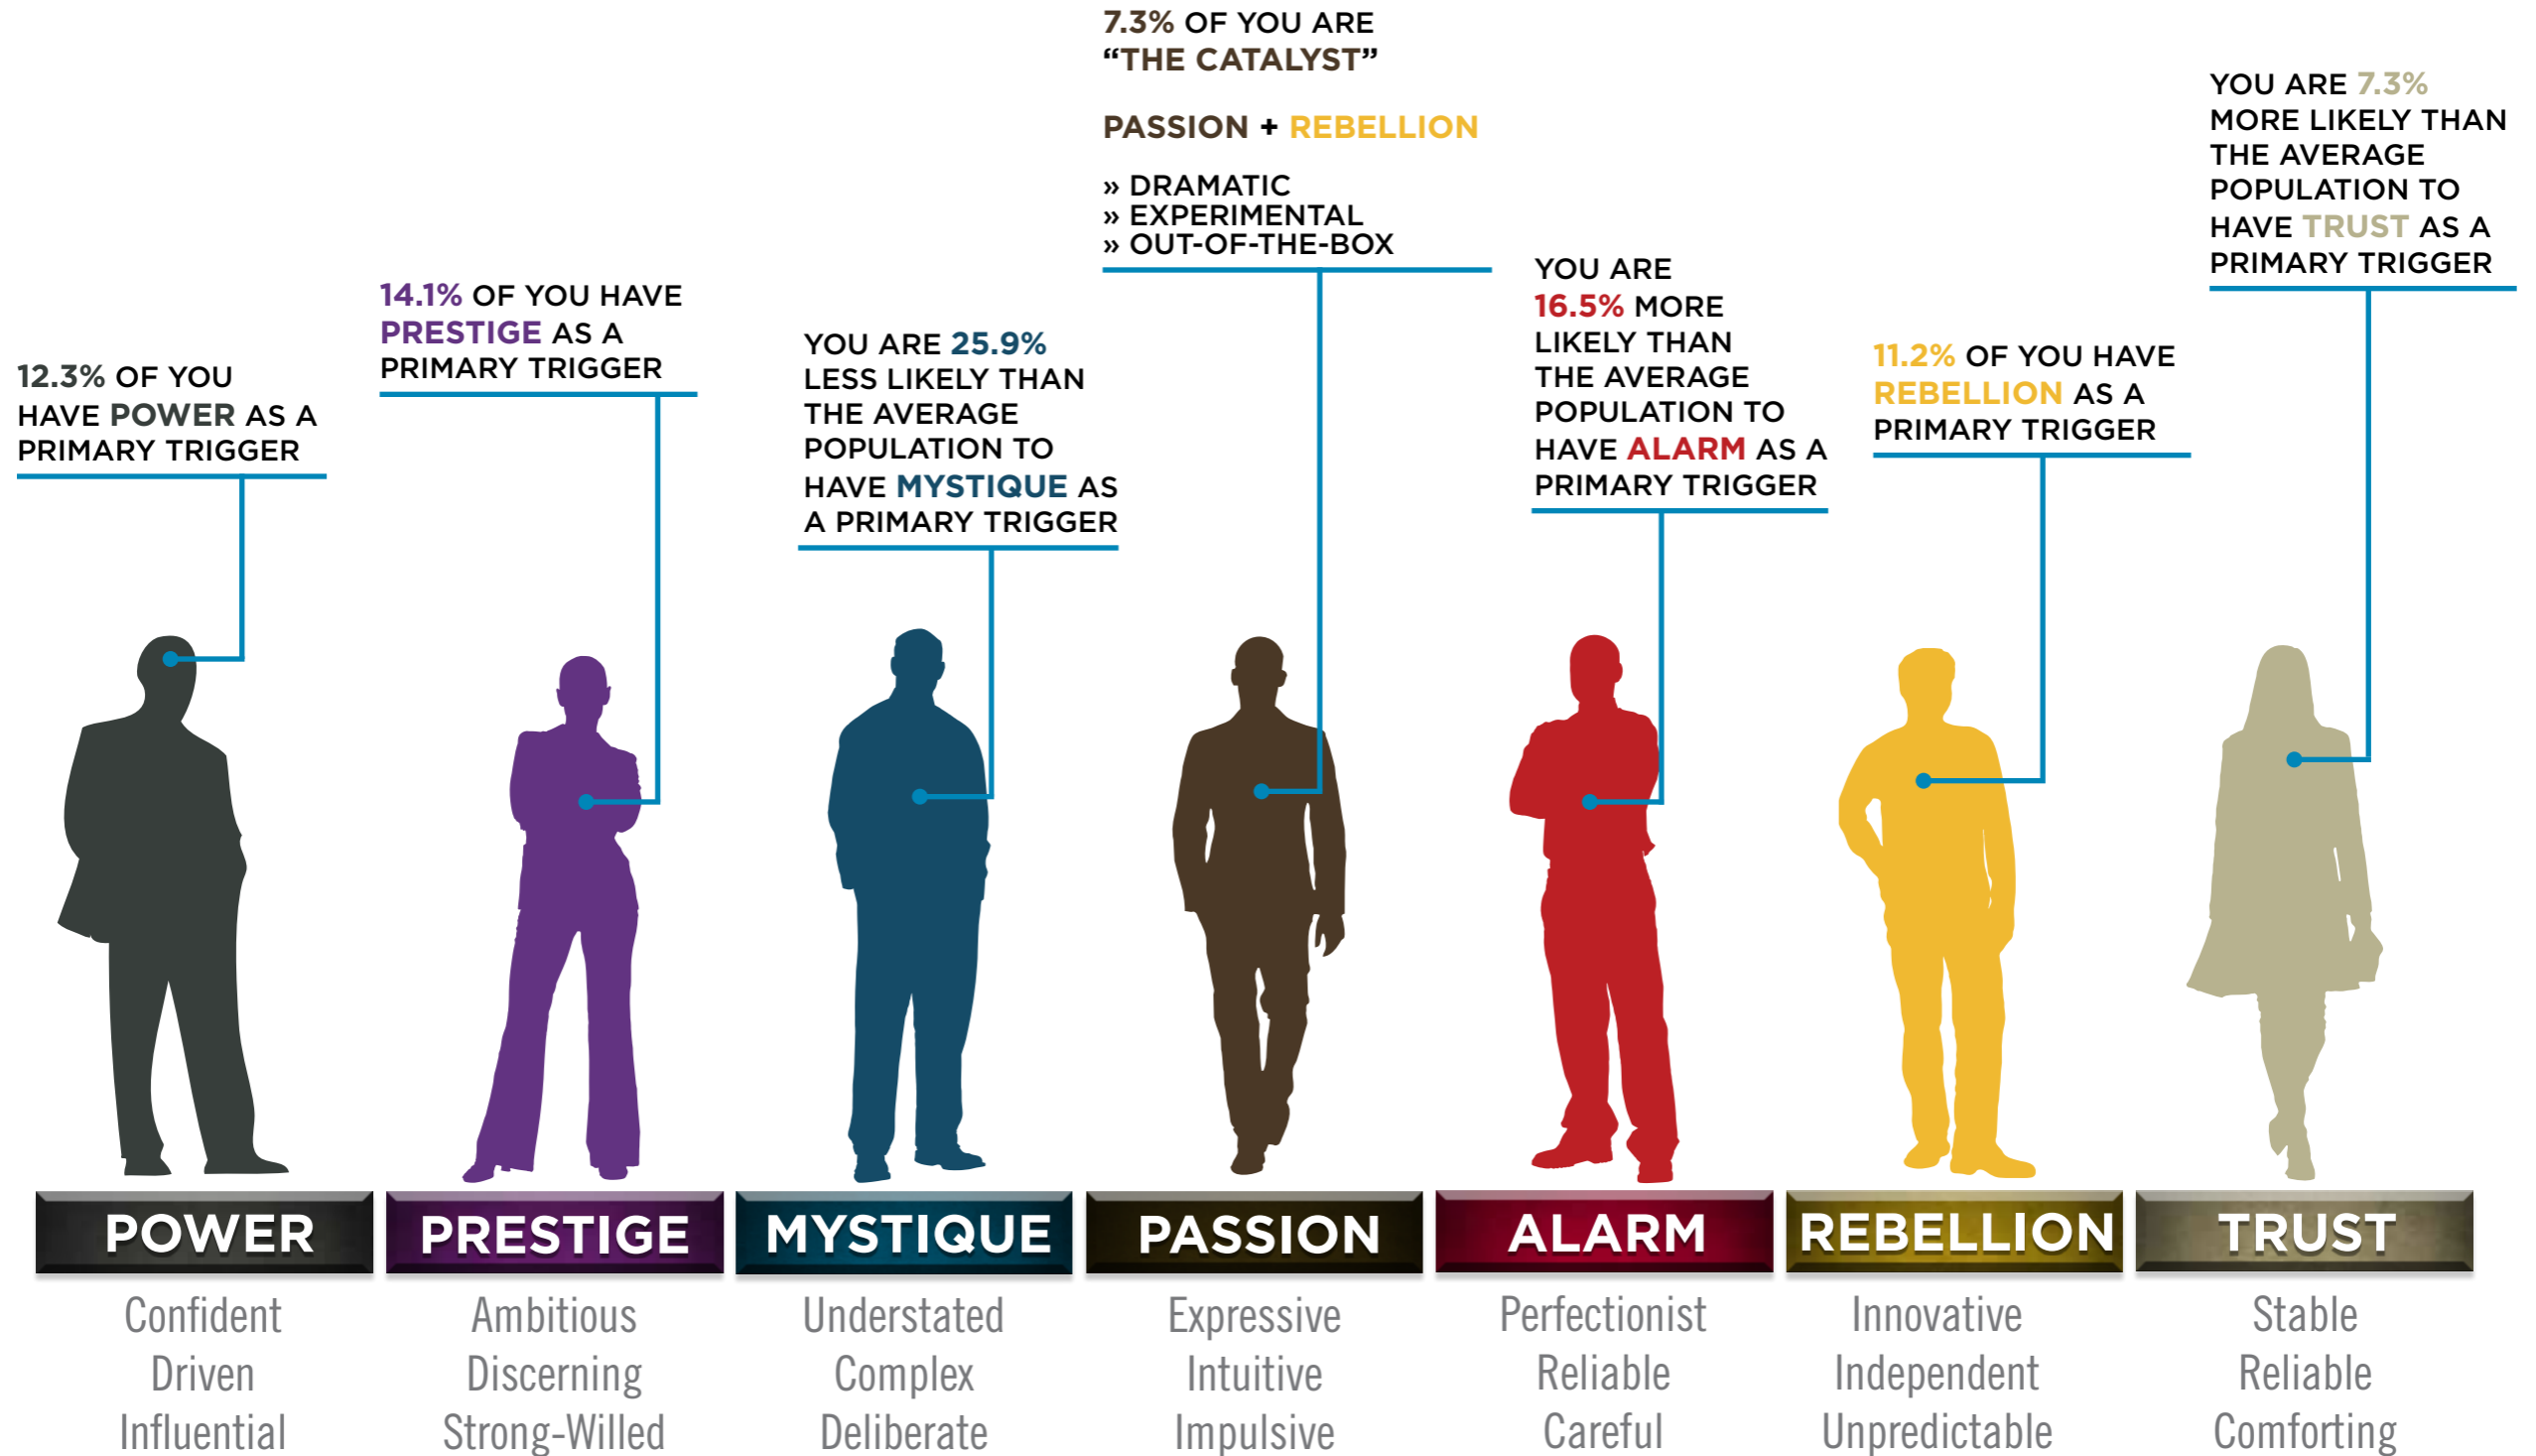 12.3% OF YOU
HAVE POWER AS A
PRIMARY TRIGGER
14.1% OF YOU HAVE
PRESTIGE AS A
PRIMARY TRIGGER
YOU ARE 25.9%
LESS LIKELY THAN
THE AVERAGE
POPULATION TO
HAVE MYSTIQUE AS
A PRIMARY TRIGGER
7.3% OF YOU ARE
“THE CATALYST”
PASSION + REBELLION
» DRAMATIC
» EXPERIMENTAL
» OUT-OF-THE-BOX
YOU ARE
16.5% MORE
LIKELY THAN
THE AVERAGE
POPULATION TO
HAVE ALARM AS A
PRIMARY TRIGGER
11.2% OF YOU HAVE
REBELLION AS A
PRIMARY TRIGGER
YOU ARE 7.3%
MORE LIKELY THAN
THE AVERAGE
POPULATION TO
HAVE TRUST AS A
PRIMARY TRIGGER
POWER
Confident
Driven
Influential
PRESTIGE
Ambitious
Discerning
Strong-Willed
MYSTIQUE
Understated
Complex
Deliberate
PASSION
Expressive
Intuitive
Impulsive
ALARM
Perfectionist
Reliable
Careful
REBELLION
Innovative
Independent
Unpredictable
TRUST
Stable
Reliable
Comforting